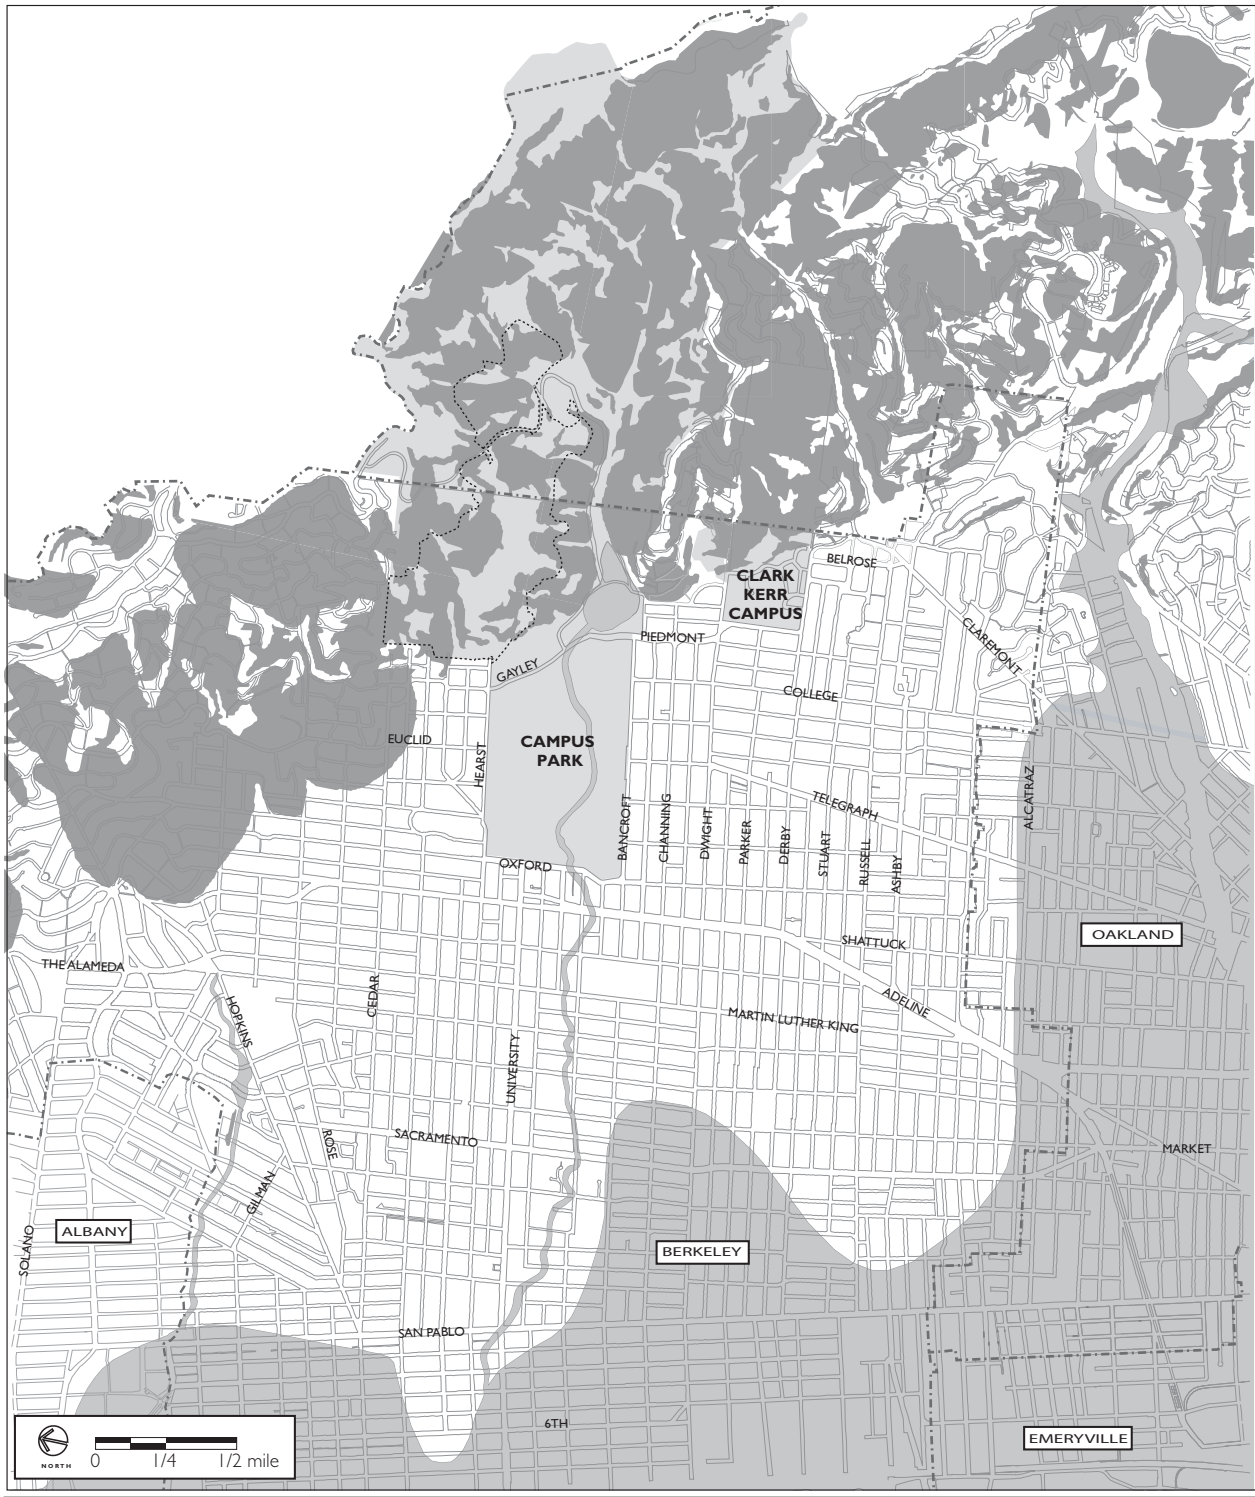 BELROSE
CLARK
KERR
CAMPUS
PIEDMONT
CLAREMONT
GAYLEY
COLLEGE
EUCLID
HEARST
CAMPUS
PARK
BANCROFT
CHANNING
DWIGHT
PARKER
DERBY
STUART
RUSSELL
ASHBY
TELEGRAPH
ALCATRAZ
OXFORD
OAKLAND
SHATTUCK
THE ALAMEDA
HOPKINS
CEDAR
ADELINE
MARTIN LUTHER KING
UNIVERSITY
SACRAMENTO
ROSE
MARKET
GILMAN
SOLANO
ALBANY
BERKELEY
SAN PABLO
6TH
EMERYVILLE
NORTH
0 1/4 1/2 mile